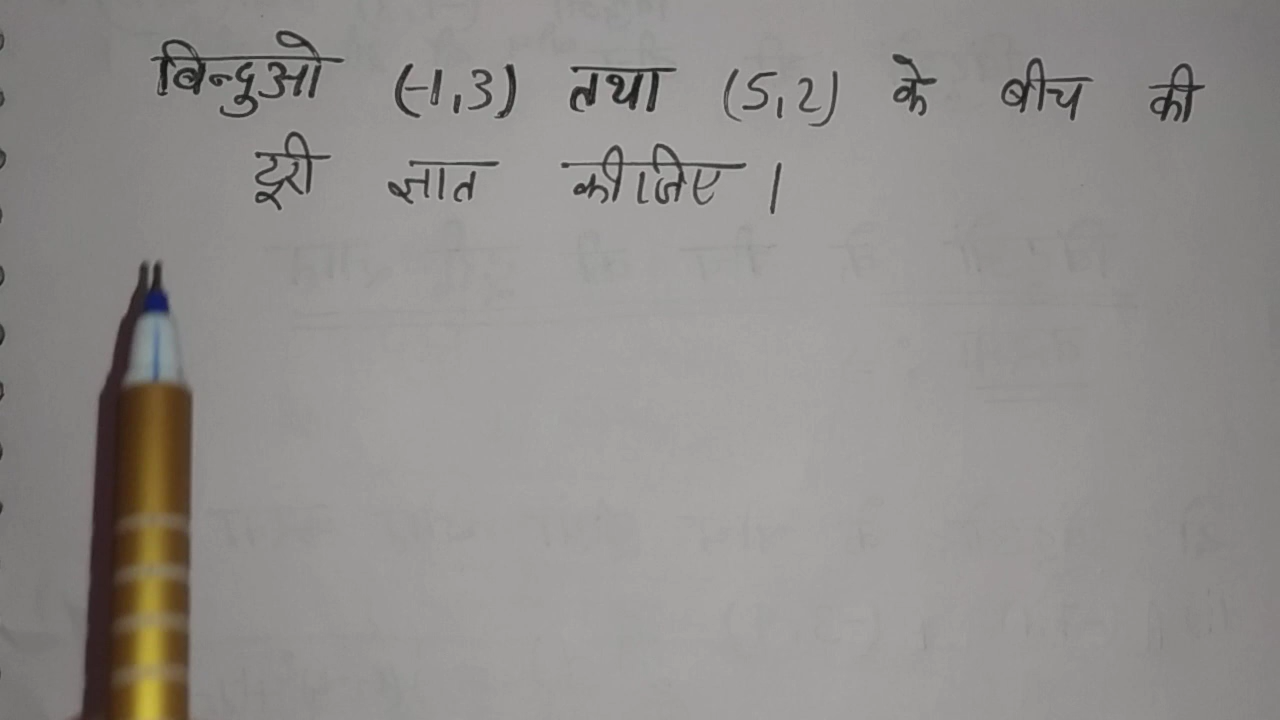 बिन्दुओ (-1,3) तथा (5,2) के बीच की
दूरी ज्ञात कीजिए ।